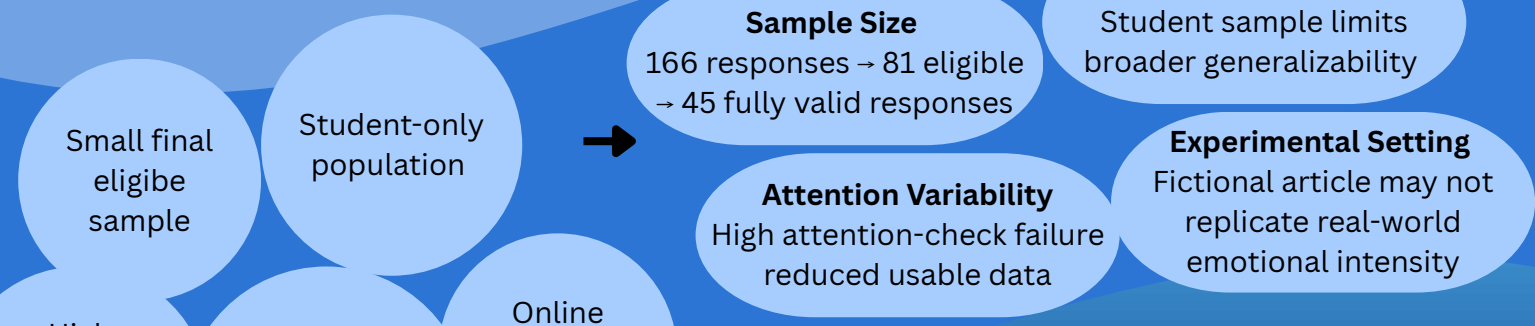 Small final
eligibe
sample
Student-only
population
Online
Sample Size
166 responses → 81 eligible
→ 45 fully valid responses
Student sample limits
broader generalizability
Attention Variability
High attention-check failure
reduced usable data
Experimental Setting
Fictional article may not
replicate real-world
emotional intensity